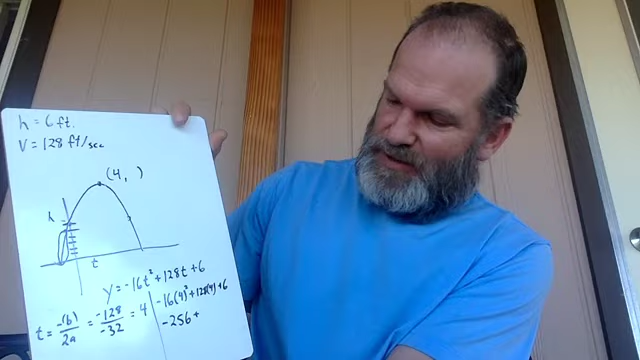 h = 6 ft.
V = 128 ft/sec
(4, )
h
t
y = -16t² + 128t + 6
t = -(b)/2a = -128/-32 = 4
-16(4)² + 128(4) + 6
-256 +